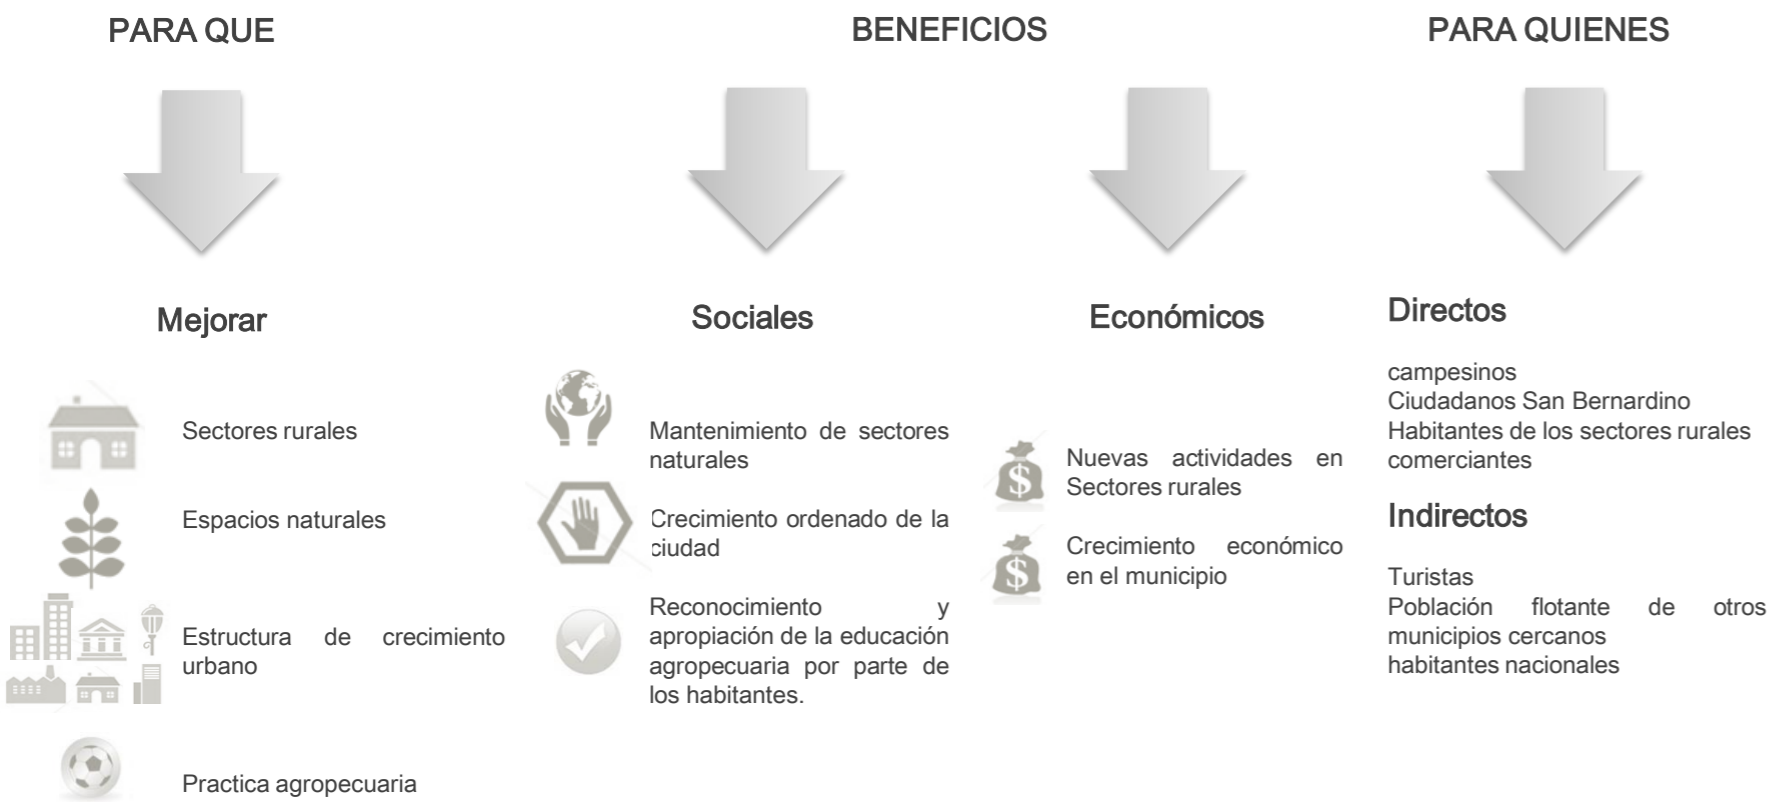 PARA QUE
Mejorar
Sectores rurales
Espacios naturales
Estructura de crecimiento
urbano
Practica agropecuaria
BENEFICIOS
Sociales
Mantenimiento de sectores
naturales
Crecimiento ordenado de la
ciudad
Reconocimiento y
apropiación de la educación
agropecuaria por parte de
los habitantes.
Económicos
$
Nuevas actividades en
Sectores rurales
$
Crecimiento económico
en el municipio
PARA QUIENES
Directos
campesinos
Ciudadanos San Bernardino
Habitantes de los sectores rurales
comerciantes
Indirectos
Turistas
Población flotante de otros
municipios cercanos
habitantes nacionales